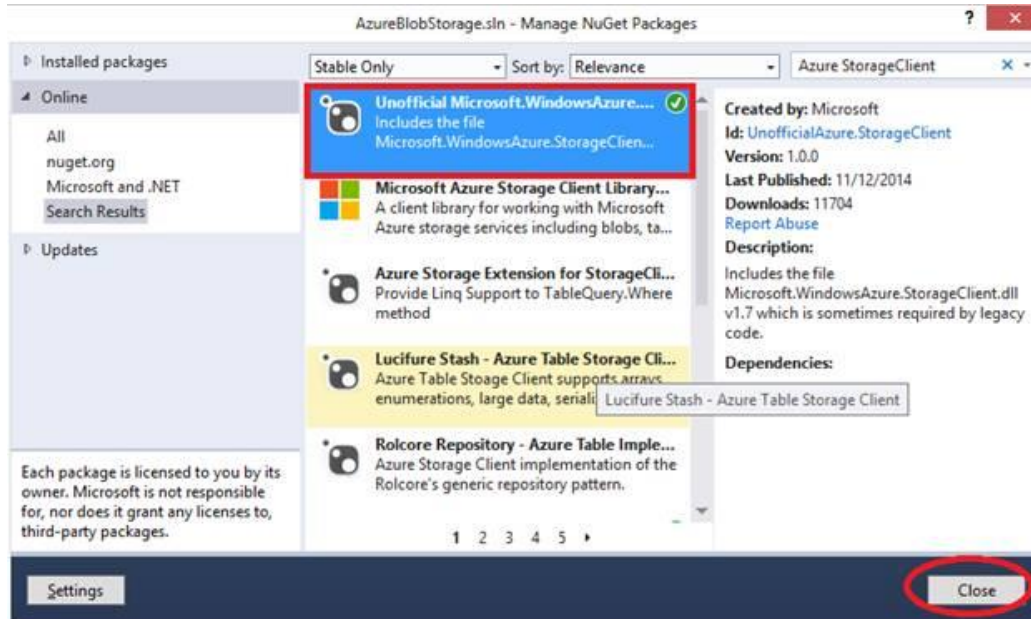 AzureBlobStorage.sln - Manage NuGet Packages
?
Installed packages
Online
All
nuget.org
Microsoft and .NET
Search Results
Updates
Each package is licensed to you by its
owner. Microsoft is not responsible
for, nor does it grant any licenses to,
third-party packages.
Stable Only
Sort by: Relevance
Azure StorageClient
Unofficial Microsoft.WindowsAzure....
Includes the file
Microsoft.WindowsAzure.StorageClien...
Microsoft Azure Storage Client Library...
A client library for working with Microsoft
Azure storage services including blobs, ta...
Azure Storage Extension for StorageCli...
Provide Linq Support to TableQuery.Where
method
Lucifure Stash - Azure Table Storage Cli...
Azure Table Stoage Client supports arrays
enumerations, large data, seriali
Lucifure Stash - Azure Table Storage Client
Rolcore Repository - Azure Table Imple...
Azure Storage Client implementation of the
Rolcore's generic repository pattern.
1 2 3 4 5
Created by: Microsoft
Id: UnofficialAzure.StorageClient
Version: 1.0.0
Last Published: 11/12/2014
Downloads: 11704
Report Abuse
Description:
Includes the file
Microsoft.WindowsAzure.StorageClient.dll
v1.7 which is sometimes required by legacy
code.
Dependencies:
Settings
Close